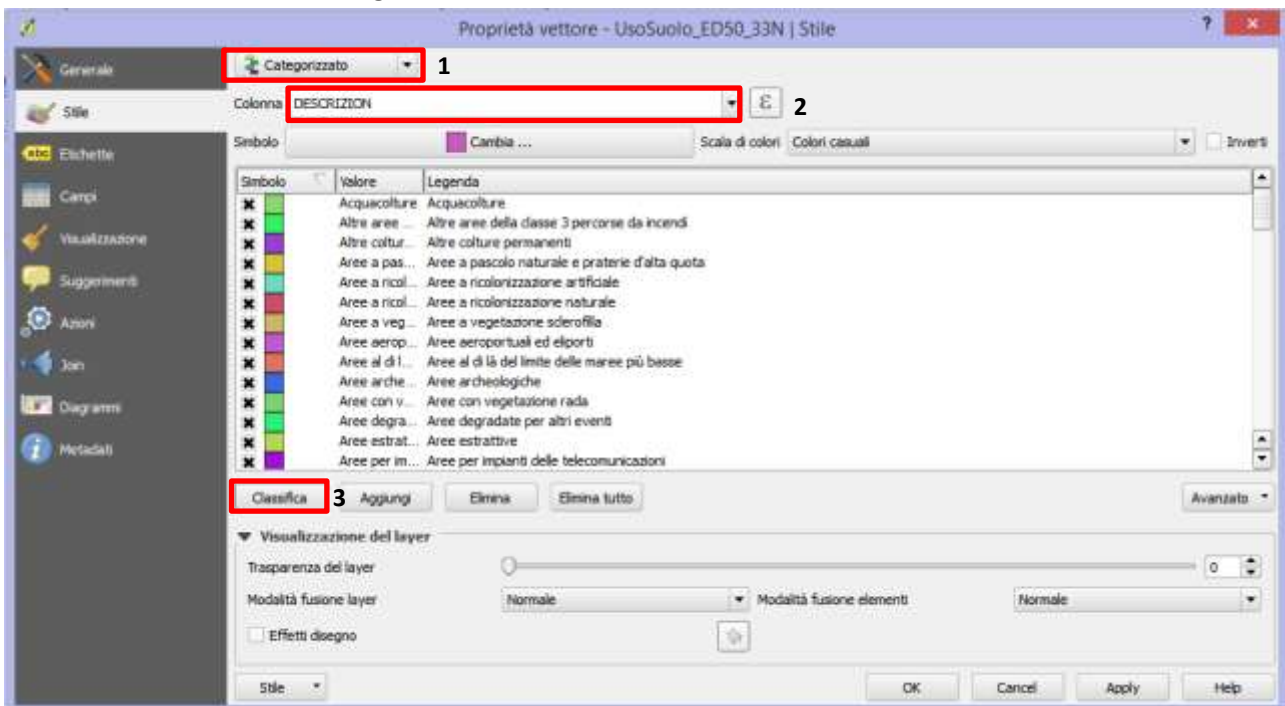 Proprietà vettore - UsoSuolo_ED50_33N | Stile ?
Generale
Categorizzato 1
Stile
Colonna DESCRIZION ε 2
Etichette
Simbolo Cambia ... Scala di colori Colori casuali Inverti
Campi
Simbolo Valore Legenda
Acquacolture Acquacolture
Altre aree ... Altre aree della classe 3 percorse da incendi
Altre coltur... Altre colture permanenti
Visualizzazione
Aree a pas... Aree a pascolo naturale e praterie d'alta quota
Aree a ricol... Aree a ricolonizzazione artificiale
Suggerimenti
Aree a ricol... Aree a ricolonizzazione naturale
Aree a veg... Aree a vegetazione sclerofilla
Azioni
Aree aerop... Aree aeroportuali ed eliporti
Aree al di l... Aree al di là del limite delle maree più basse
Join
Aree arche... Aree archeologiche
Aree con v... Aree con vegetazione rada
Diagrammi
Aree degra... Aree degradate per altri eventi
Aree estrat... Aree estrattive
Metadati
Aree per im... Aree per impianti delle telecomunicazioni
Classifica 3 Aggiungi Elimina Elimina tutto Avanzato
Visualizzazione del layer
Trasparenza del layer 0
Modalità fusione layer Normale Modalità fusione elementi Normale
Effetti disegno
Stile OK Cancel Apply Help